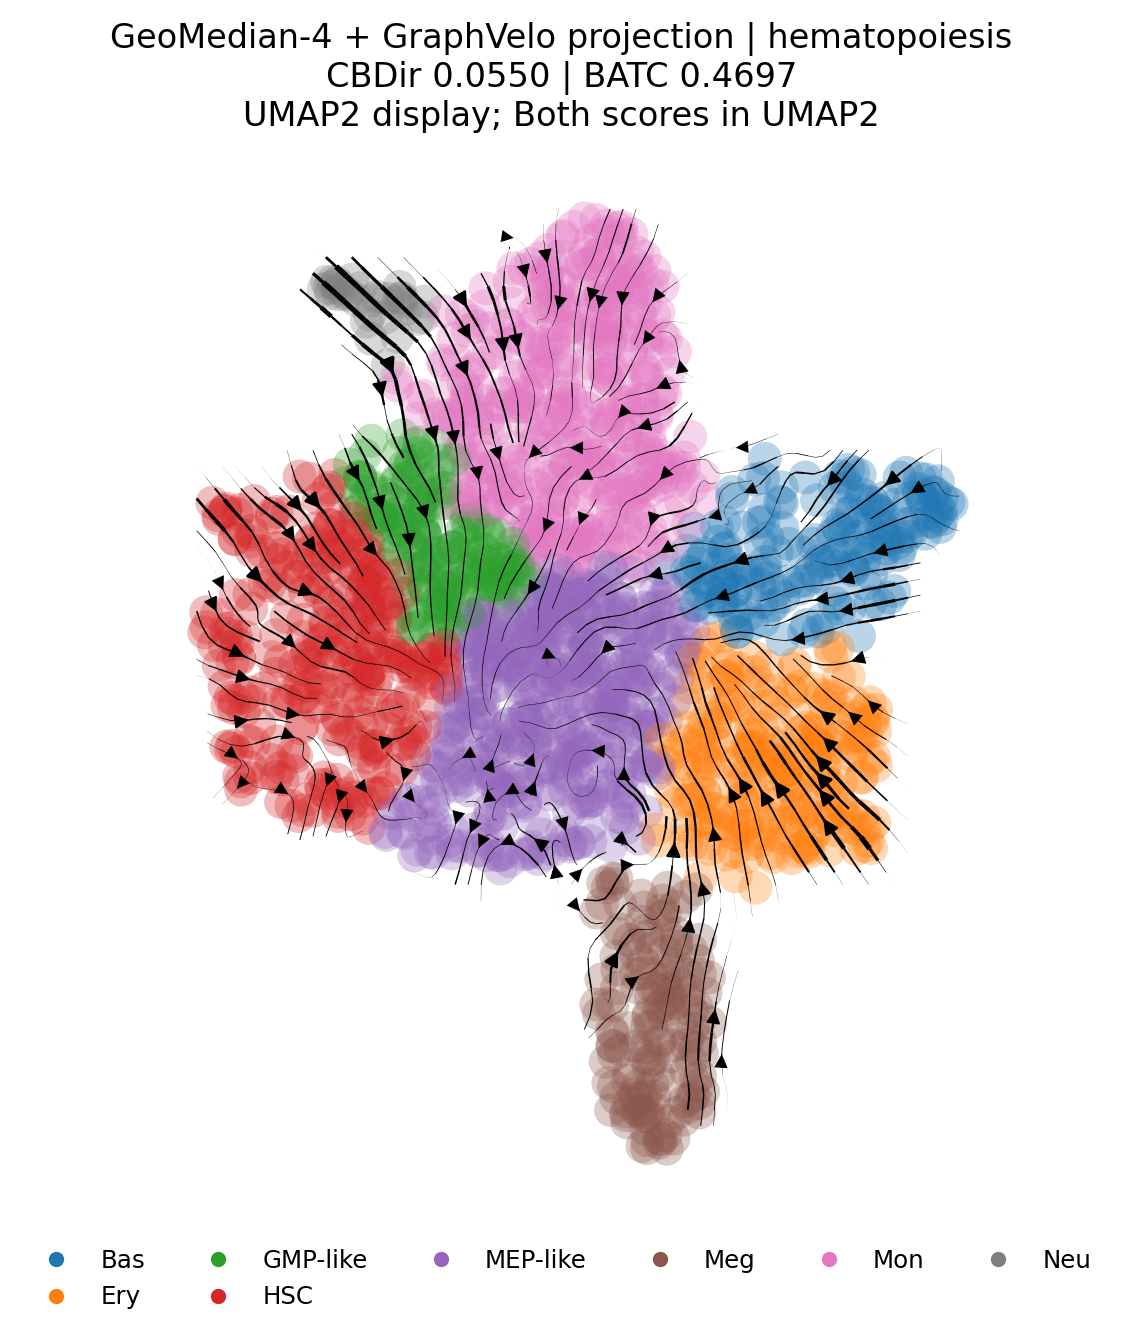 GeoMedian-4 + GraphVelo projection | hematopoiesis
CBDir 0.0550 | BATC 0.4697
UMAP2 display; Both scores in UMAP2
Bas GMP-like MEP-like Meg Mon Neu
Ery HSC